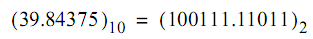 (39.84375)₁₀ = (100111.11011)₂